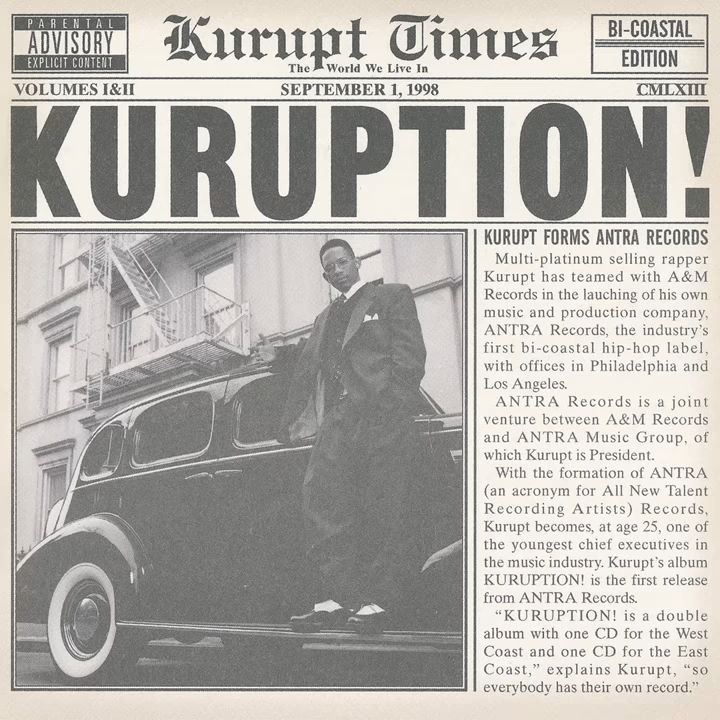 PARENTAL
ADVISORY
EXPLICIT CONTENT
Kurupt Times
The World We Live In
BI-COASTAL
EDITION
VOLUMES I&II
SEPTEMBER 1, 1998
CMLXIII
KURUPTION!
KURUPT FORMS ANTRA RECORDS
Multi-platinum selling rapper
Kurupt has teamed with A&M
Records in the lauching of his own
music and production company,
ANTRA Records, the industry's
first bi-coastal hip-hop label,
with offices in Philadelphia and
Los Angeles.
ANTRA Records is a joint
venture between A&M Records
and ANTRA Music Group, of
which Kurupt is President.
With the formation of ANTRA
(an acronym for All New Talent
Recording Artists) Records,
Kurupt becomes, at age 25, one of
the youngest chief executives in
the music industry. Kurupt's album
KURUPTION! is the first release
from ANTRA Records.
"KURUPTION! is a double
album with one CD for the West
Coast and one CD for the East
Coast," explains Kurupt, "so
everybody has their own record."